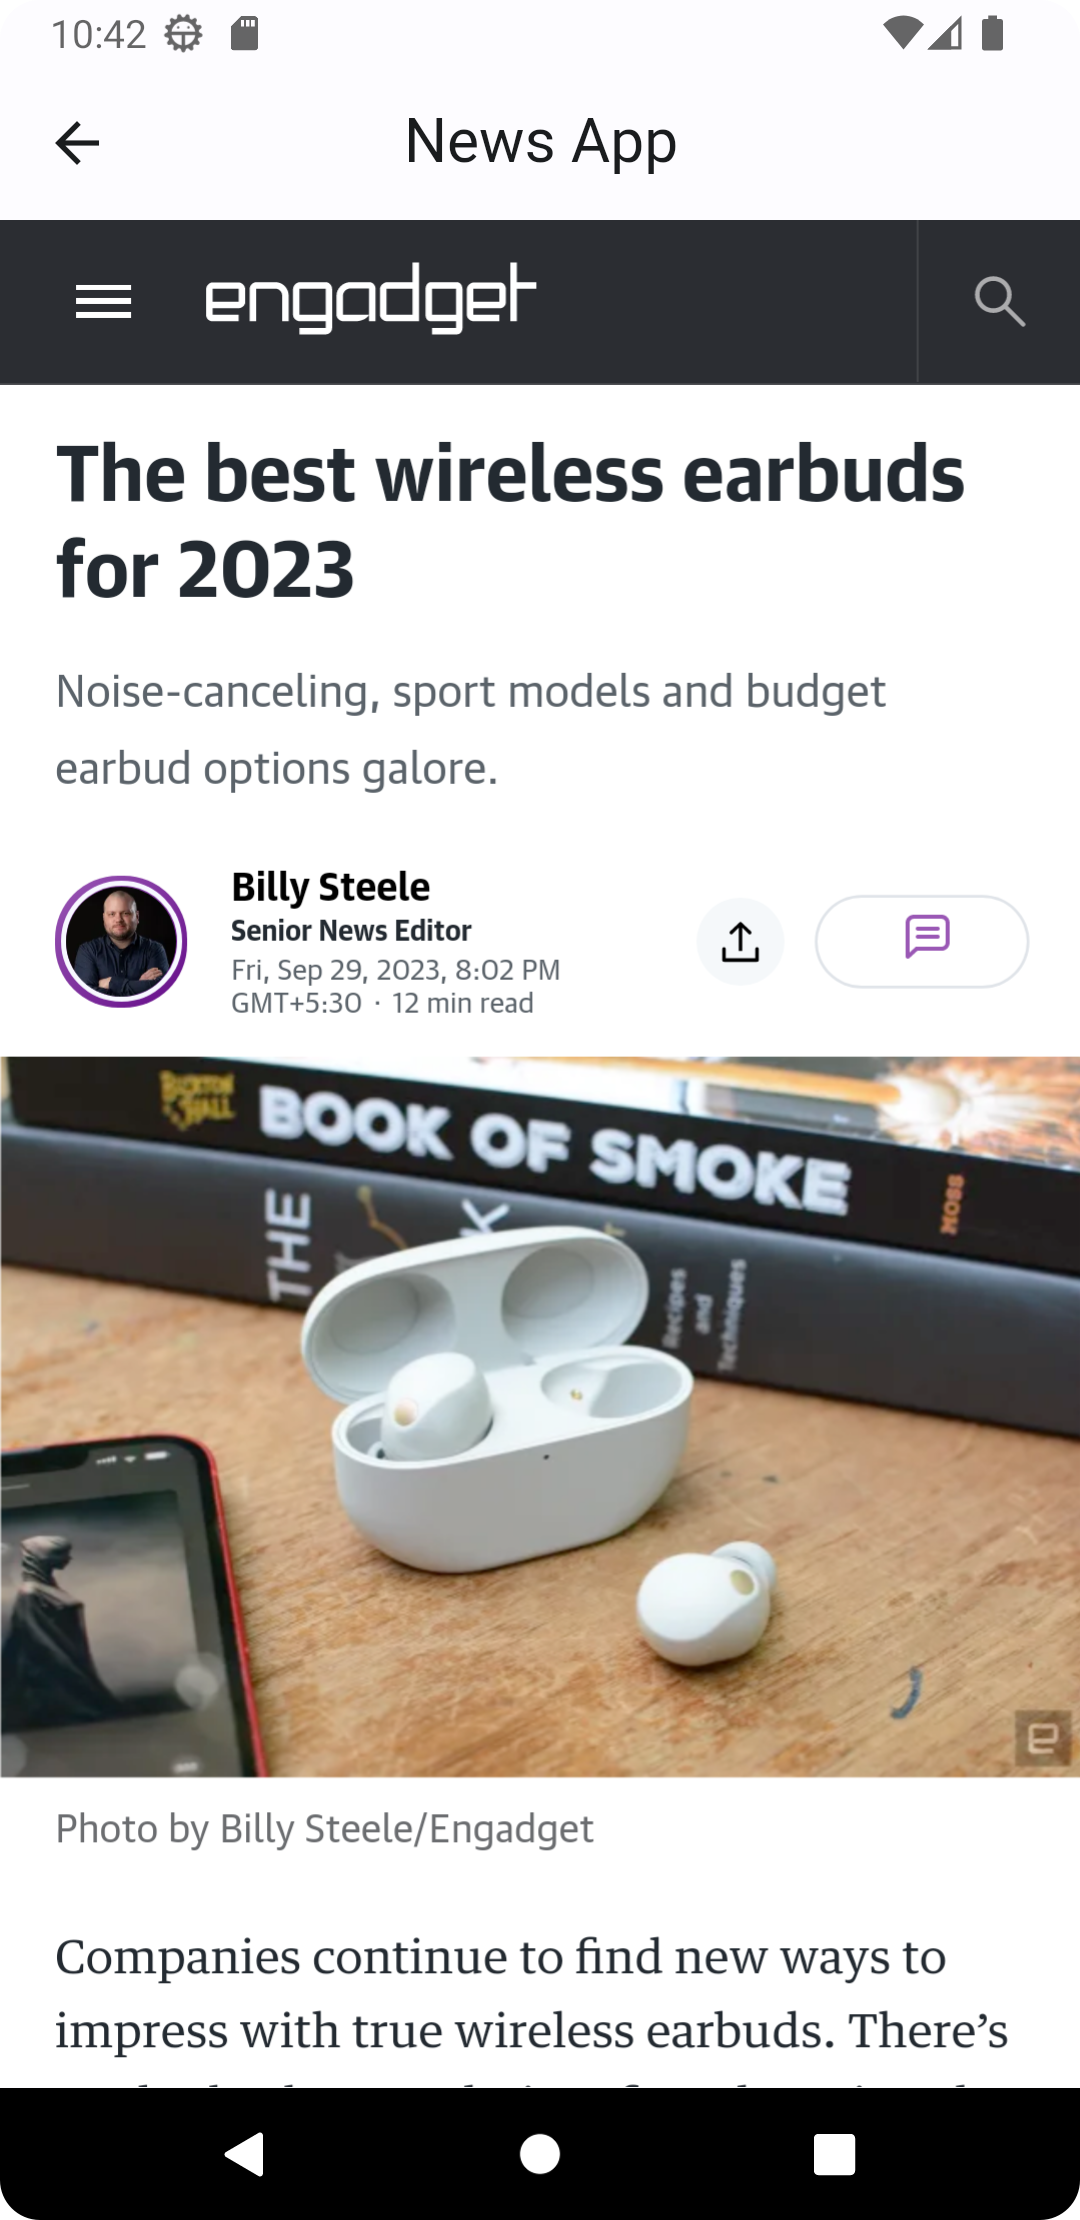 10:42
News App
engadget
The best wireless earbuds
for 2023
Noise-canceling, sport models and budget
earbud options galore.
Billy Steele
Senior News Editor
Fri, Sep 29, 2023, 8:02 PM
GMT+5:30 · 12 min read
BUXTON HALL
BOOK OF SMOKE
MOSS
THE
K
Recipes
and
Techniques
e
Photo by Billy Steele/Engadget
Companies continue to find new ways to
impress with true wireless earbuds. There’s